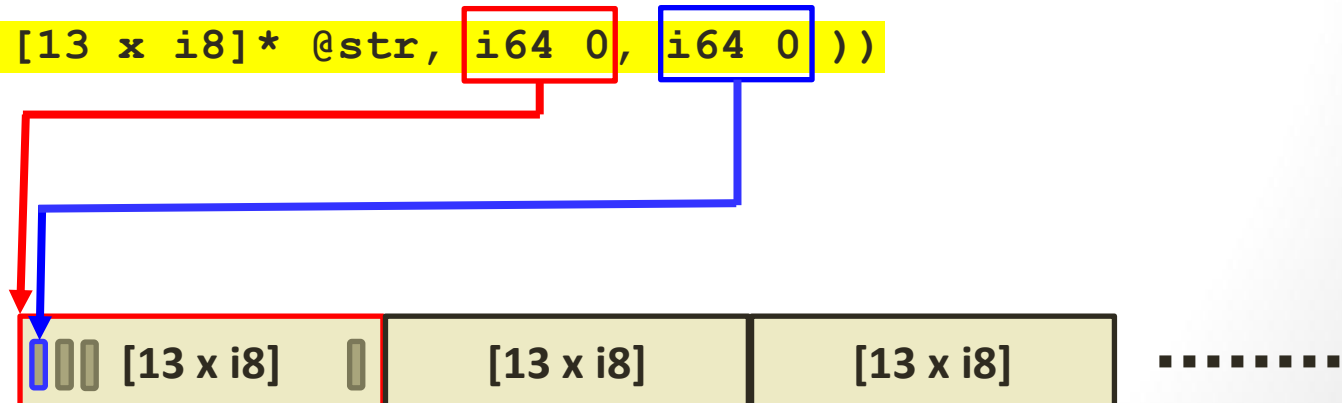 [13 x i8]* @str, i64 0, i64 0 ))
[13 x i8] [13 x i8] [13 x i8] ........